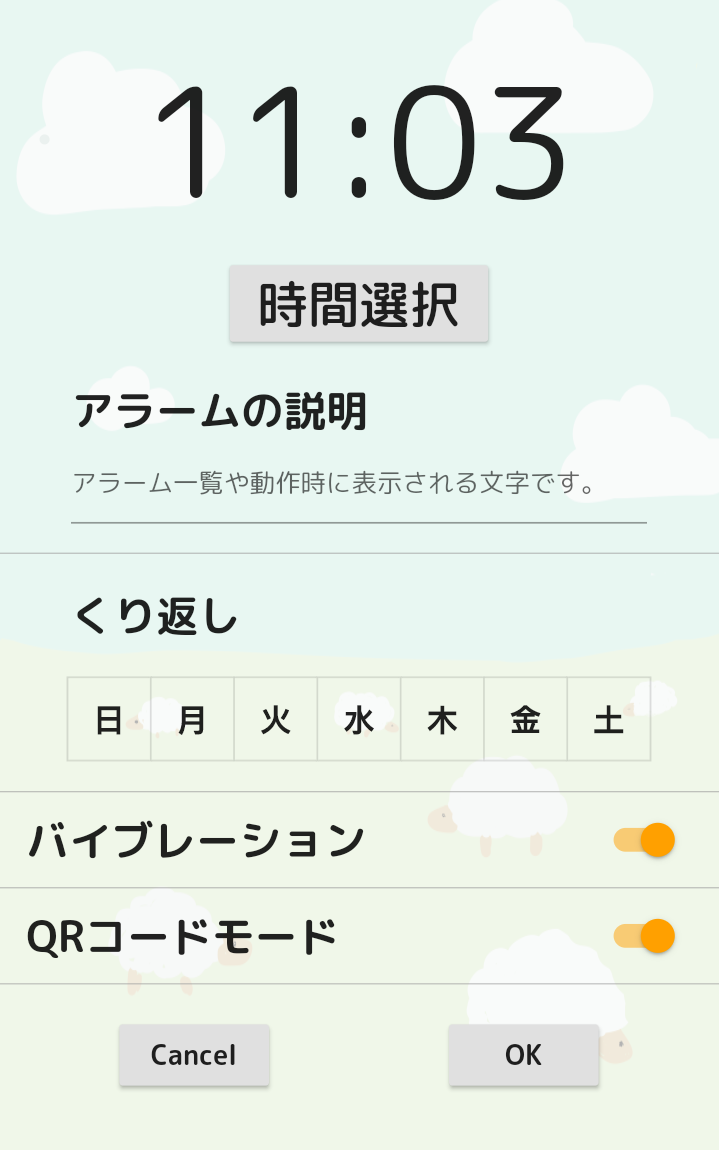 11:03
時間選択
アラームの説明
アラーム一覧や動作時に表示される文字です。
くり返し
日 月 火 水 木 金 土
バイブレーション
QRコードモード
Cancel OK